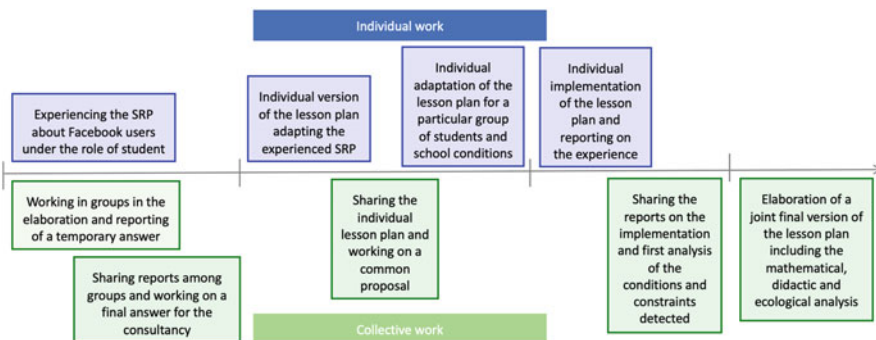 Individual work
Experiencing the SRP
about Facebook users
under the role of student
Individual version
of the lesson plan
adapting the
experienced SRP
Individual
adaptation of the
lesson plan for a
particular group
of students and
school conditions
Individual
implementation
of the lesson
plan and
reporting on
the experience
Working in groups in the
elaboration and reporting
of a temporary answer
Sharing reports among
groups and working on a
final answer for the
consultancy
Sharing the
individual
lesson plan and
working on a
common
proposal
Sharing the
reports on the
implementation
and first analysis
of the
conditions and
constraints
detected
Elaboration of a
joint final version
of the lesson plan
including the
mathematical,
didactic and
ecological analysis
Collective work